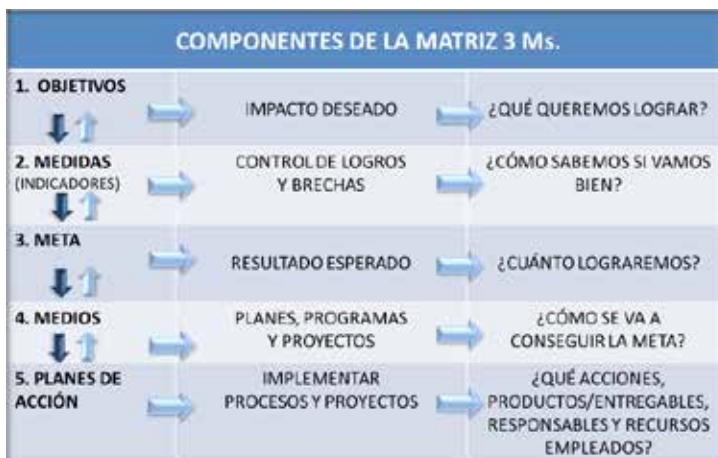 COMPONENTES DE LA MATRIZ 3 Ms.
1. OBJETIVOS
IMPACTO DESEADO
¿QUÉ QUEREMOS LOGRAR?
2. MEDIDAS
(INDICADORES)
CONTROL DE LOGROS
Y BRECHAS
¿CÓMO SABEMOS SI VAMOS
BIEN?
3. META
RESULTADO ESPERADO
¿CUÁNTO LOGRAREMOS?
4. MEDIOS
PLANES, PROGRAMAS
Y PROYECTOS
¿CÓMO SE VA A
CONSEGUIR LA META?
5. PLANES DE
ACCIÓN
IMPLEMENTAR
PROCESOS Y PROYECTOS
¿QUÉ ACCIONES,
PRODUCTOS/ENTREGABLES,
RESPONSABLES Y RECURSOS
EMPLEADOS?